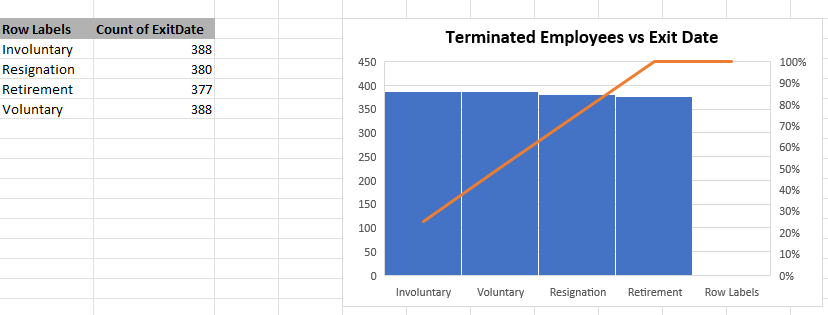 Row Labels Count of ExitDate
Involuntary 388
Resignation 380
Retirement 377
Voluntary 388
Terminated Employees vs Exit Date
450 100%
400 90%
350 80%
300 70%
250 60%
200 50%
150 40%
100 30%
50 20%
0 10%
0%
Involuntary Voluntary Resignation Retirement Row Labels